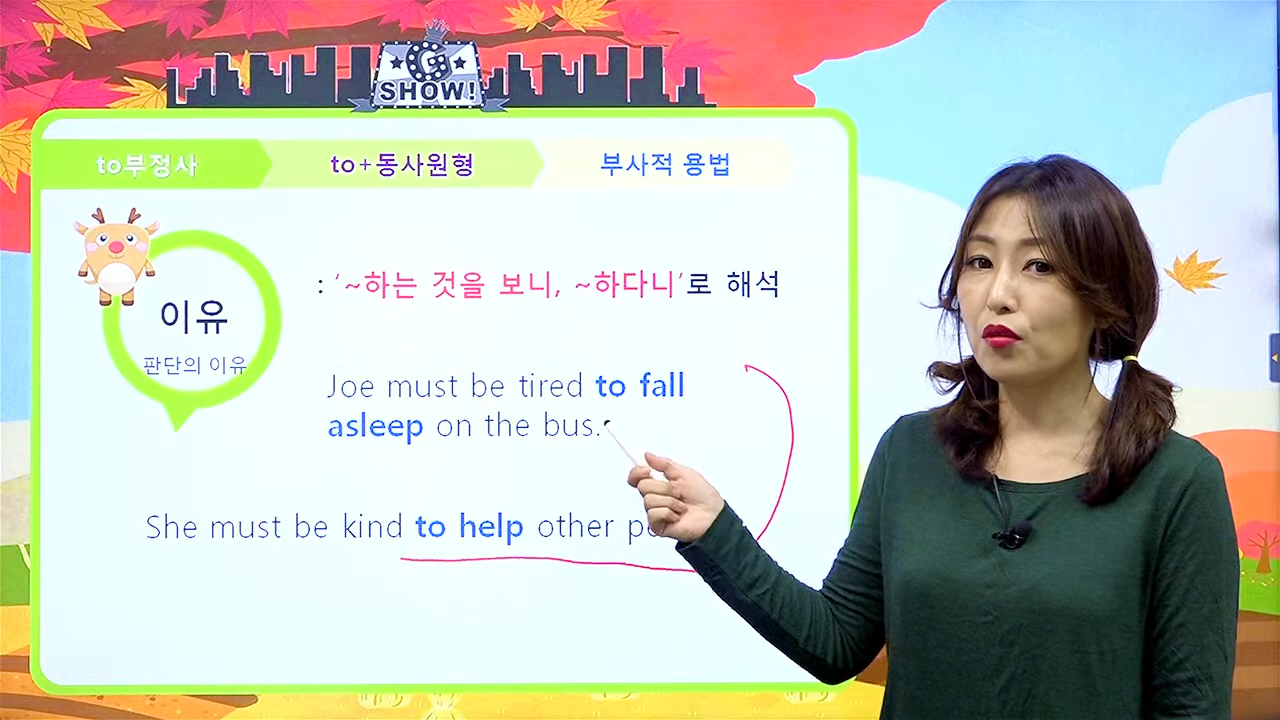 G
SHOW!
to부정사
to+동사원형
부사적 용법
이유
판단의 이유
: ‘~하는 것을 보니, ~하다니’로 해석
Joe must be tired to fall
asleep on the bus.
She must be kind to help other